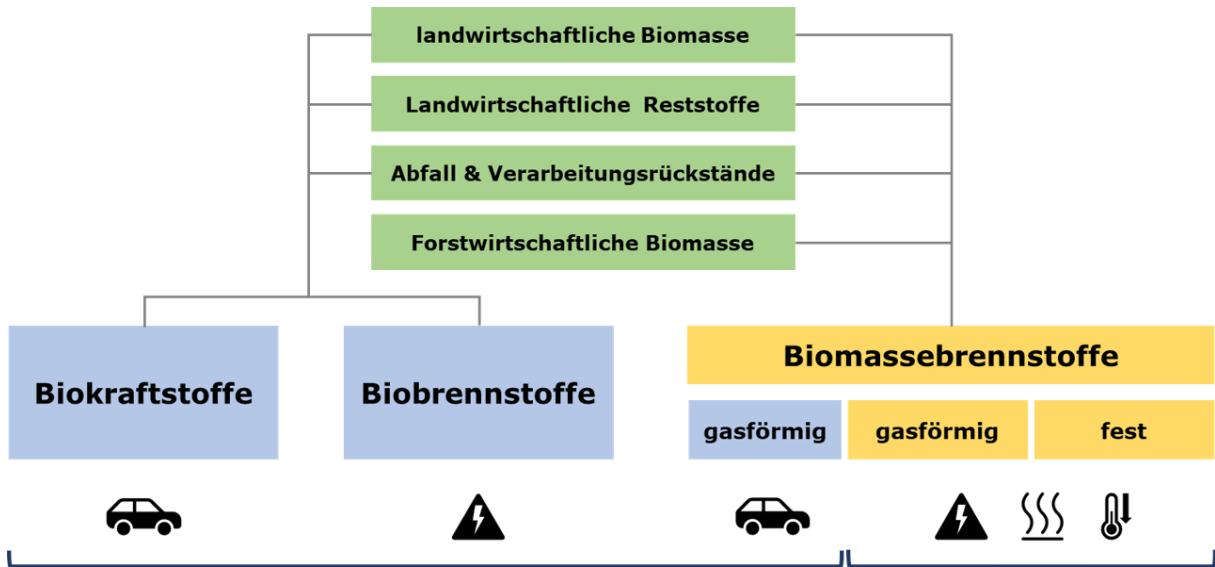 landwirtschaftliche Biomasse
Landwirtschaftliche Reststoffe
Abfall & Verarbeitungsrückstände
Forstwirtschaftliche Biomasse
Biokraftstoffe
Biobrennstoffe
Biomassebrennstoffe
gasförmig
gasförmig
fest